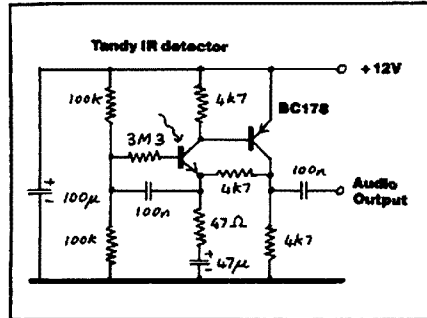 Tandy IR detector
+12V
100k
4k7
BC178
3M3
4k7
100n
Audio
Output
+
-
100µ
100n
47Ω
100k
+
-
47µ
4k7